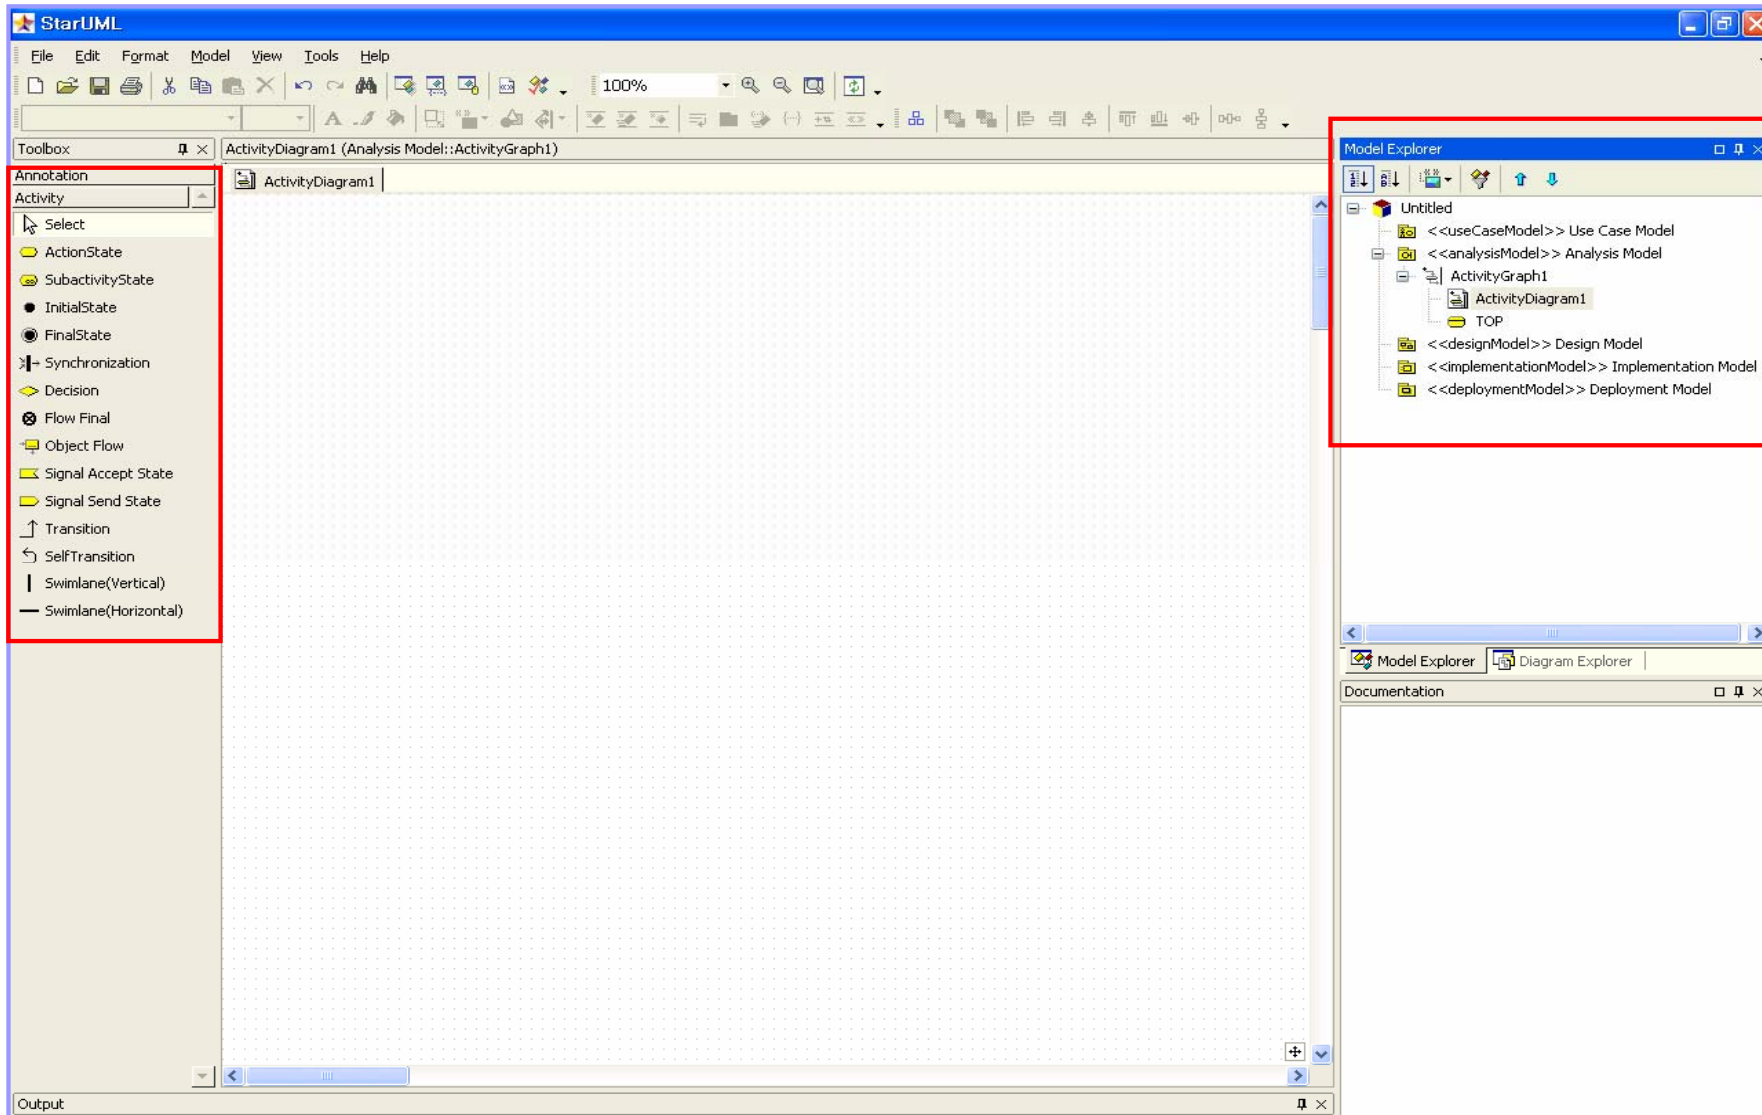 StarUML
File Edit Format Model View Tools Help
100%
Toolbox
ActivityDiagram1 (Analysis Model::ActivityGraph1)
Model Explorer
Annotation
Activity
ActivityDiagram1
Select
ActionState
SubactivityState
InitialState
FinalState
Synchronization
Decision
Flow Final
Object Flow
Signal Accept State
Signal Send State
Transition
SelfTransition
Swimlane(Vertical)
Swimlane(Horizontal)
Untitled
<<useCaseModel>> Use Case Model
<<analysisModel>> Analysis Model
ActivityGraph1
ActivityDiagram1
TOP
<<designModel>> Design Model
<<implementationModel>> Implementation Model
<<deploymentModel>> Deployment Model
Model Explorer Diagram Explorer
Documentation
Output